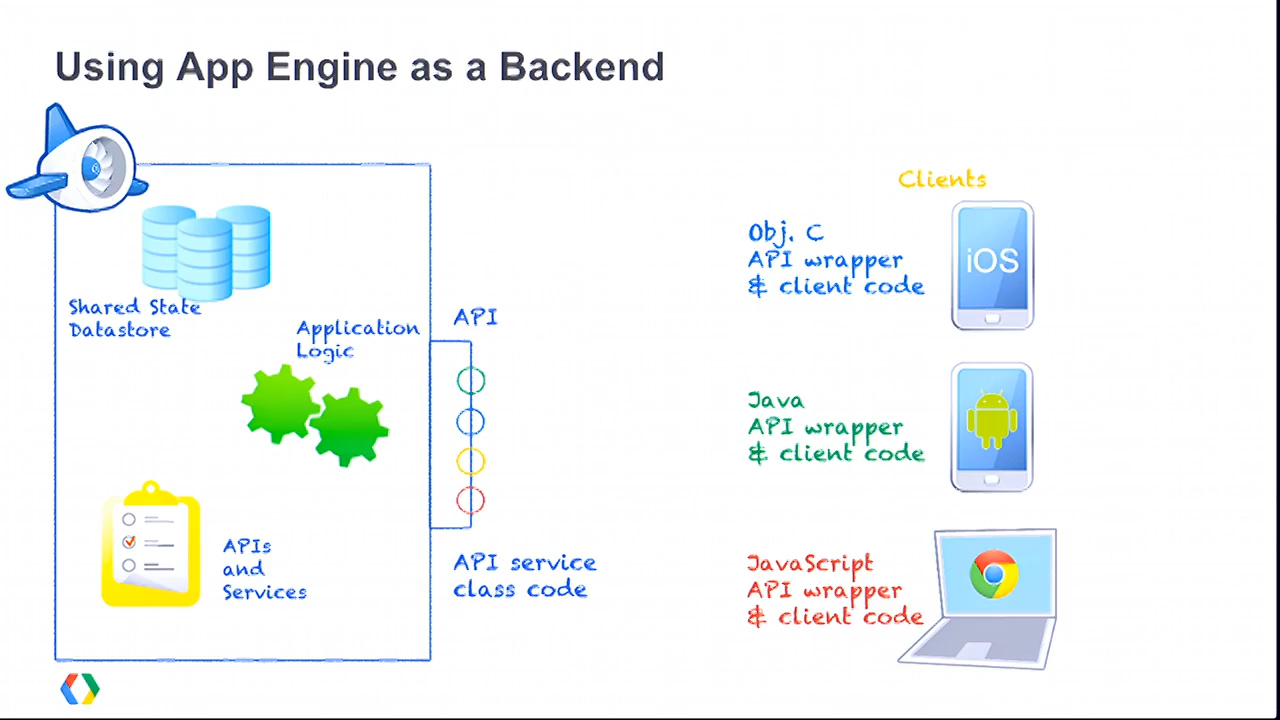 Using App Engine as a Backend
Shared State
Datastore
Application
Logic
APIs
and
Services
API
API service
class code
Clients
Obj. C
API wrapper
& client code
iOS
Java
API wrapper
& client code
JavaScript
API wrapper
& client code